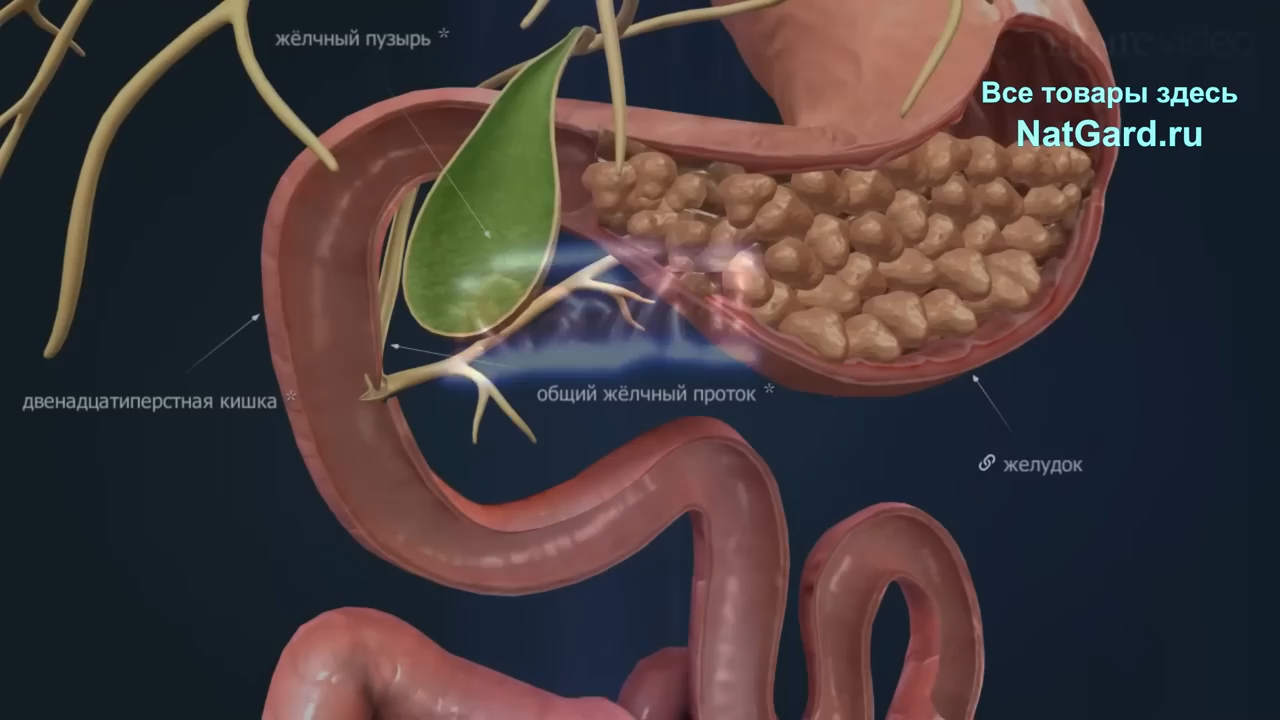 жёлчный пузырь *
Все товары здесь
NatGard.ru
двенадцатиперстная кишка *
общий жёлчный проток *
желудок